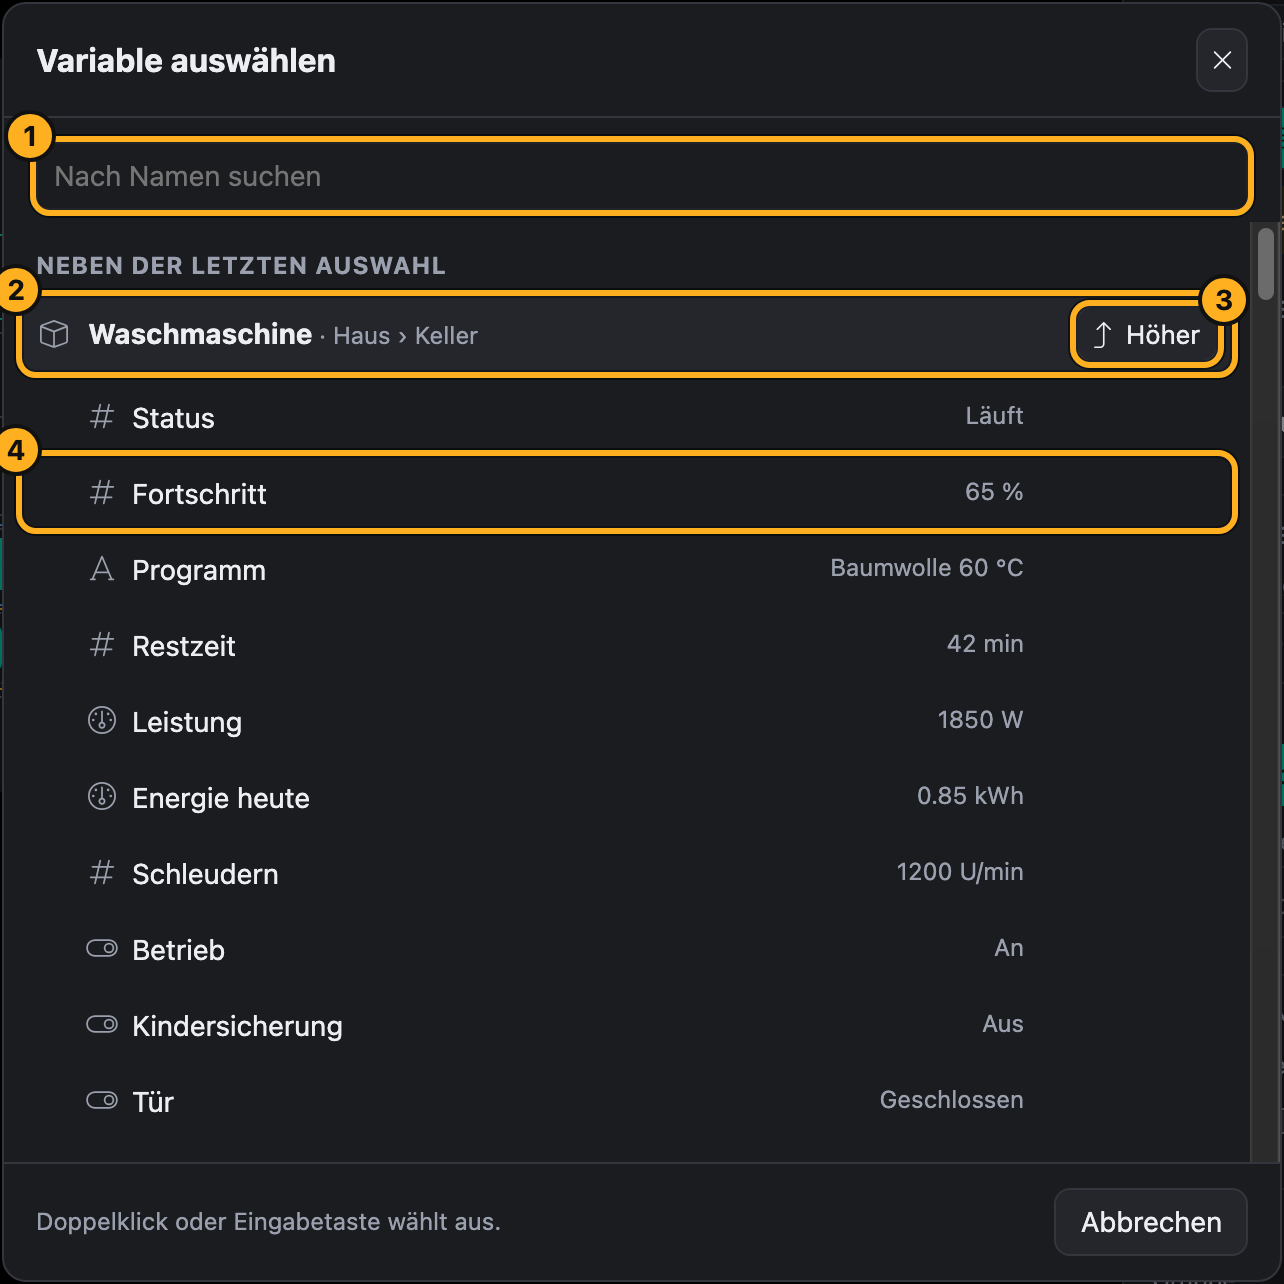 Variable auswählen
1
Nach Namen suchen
NEBEN DER LETZTEN AUSWAHL
2
Waschmaschine · Haus › Keller
3
Höher
Status Läuft
4
Fortschritt 65 %
Programm Baumwolle 60 °C
Restzeit 42 min
Leistung 1850 W
Energie heute 0.85 kWh
Schleudern 1200 U/min
Betrieb An
Kindersicherung Aus
Tür Geschlossen
Doppelklick oder Eingabetaste wählt aus.
Abbrechen